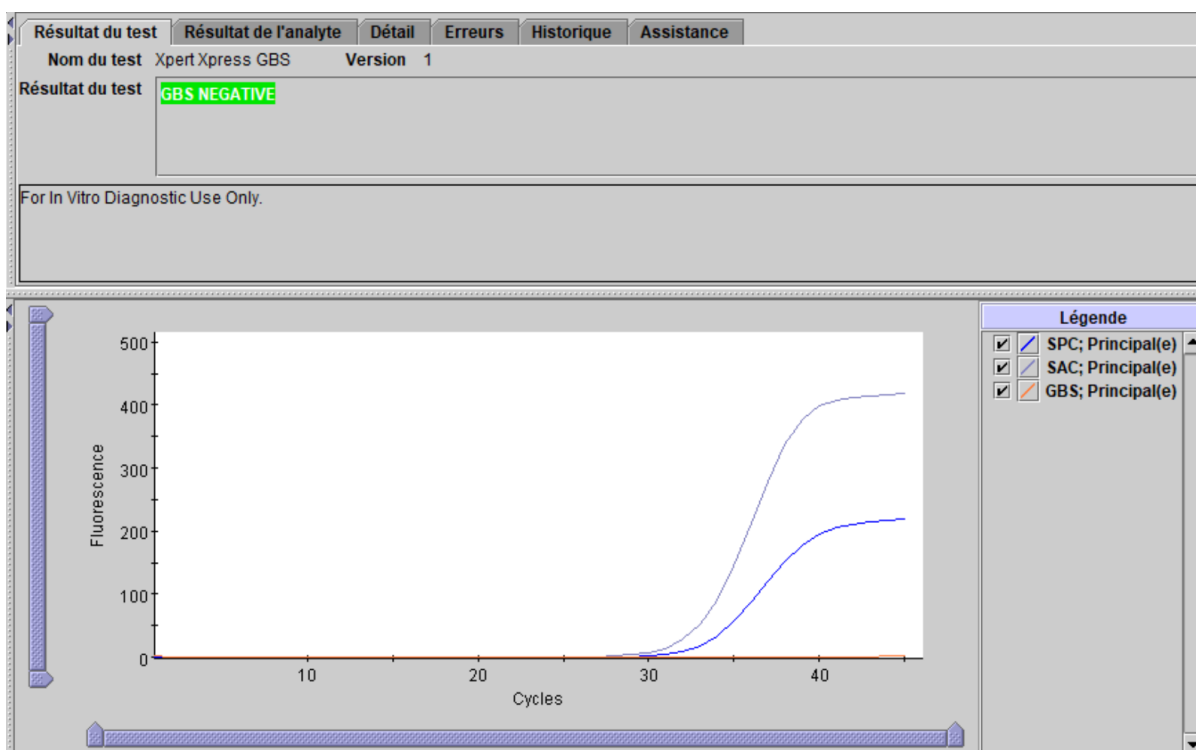 Résultat du test Résultat de l'analyte Détail Erreurs Historique Assistance
Nom du test Xpert Xpress GBS Version 1
Résultat du test GBS NEGATIVE
For In Vitro Diagnostic Use Only.
Légende
SPC; Principal(e)
SAC; Principal(e)
GBS; Principal(e)
500
400
300
200
100
0
Fluorescence
10 20 30 40
Cycles